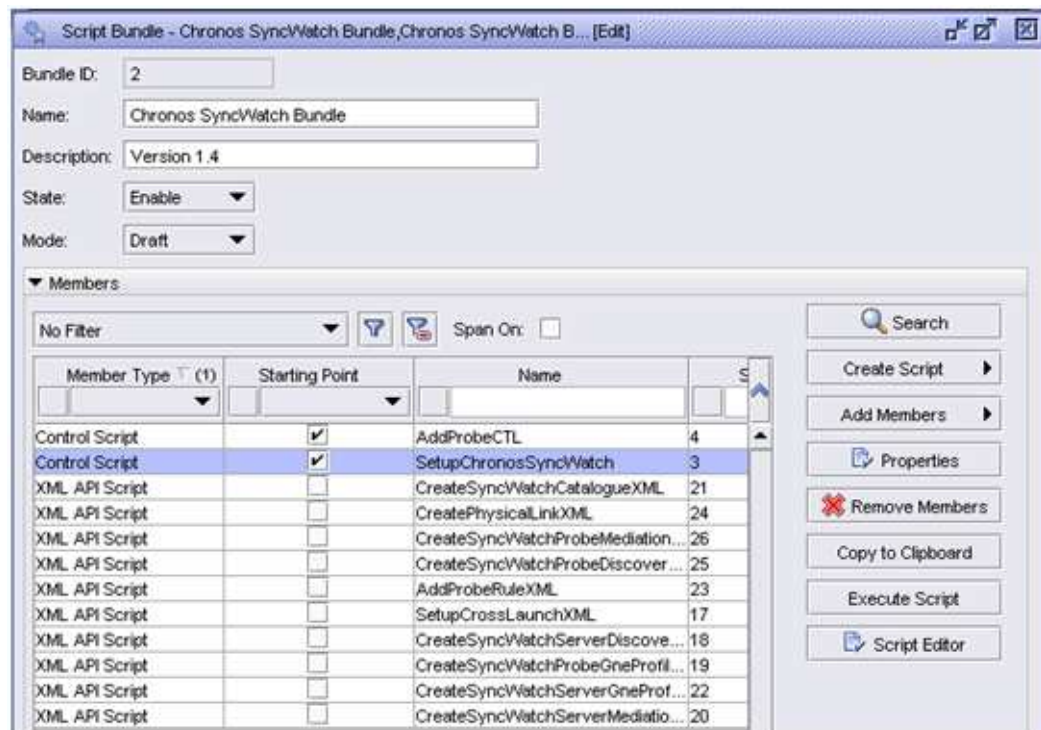 Script Bundle - Chronos SyncWatch Bundle,Chronos SyncWatch B... [Edit]
Bundle ID: 2
Name: Chronos SyncWatch Bundle
Description: Version 1.4
State: Enable
Mode: Draft
Members
No Filter Span On: Search
Create Script
Member Type (1) Starting Point Name S
Add Members
Control Script AddProbeCTL 4
Control Script SetupChronosSyncWatch 3 Properties
XML API Script CreateSyncWatchCatalogueXML 21
XML API Script CreatePhysicalLinkXML 24 Remove Members
XML API Script CreateSyncWatchProbeMediation... 26
XML API Script CreateSyncWatchProbeDiscover... 25 Copy to Clipboard
XML API Script AddProbeRuleXML 23
XML API Script SetupCrossLaunchXML 17 Execute Script
XML API Script CreateSyncWatchServerDiscove... 18 Script Editor
XML API Script CreateSyncWatchProbeGneProfil... 19
XML API Script CreateSyncWatchServerGneProf... 22
XML API Script CreateSyncWatchServerMediatio... 20